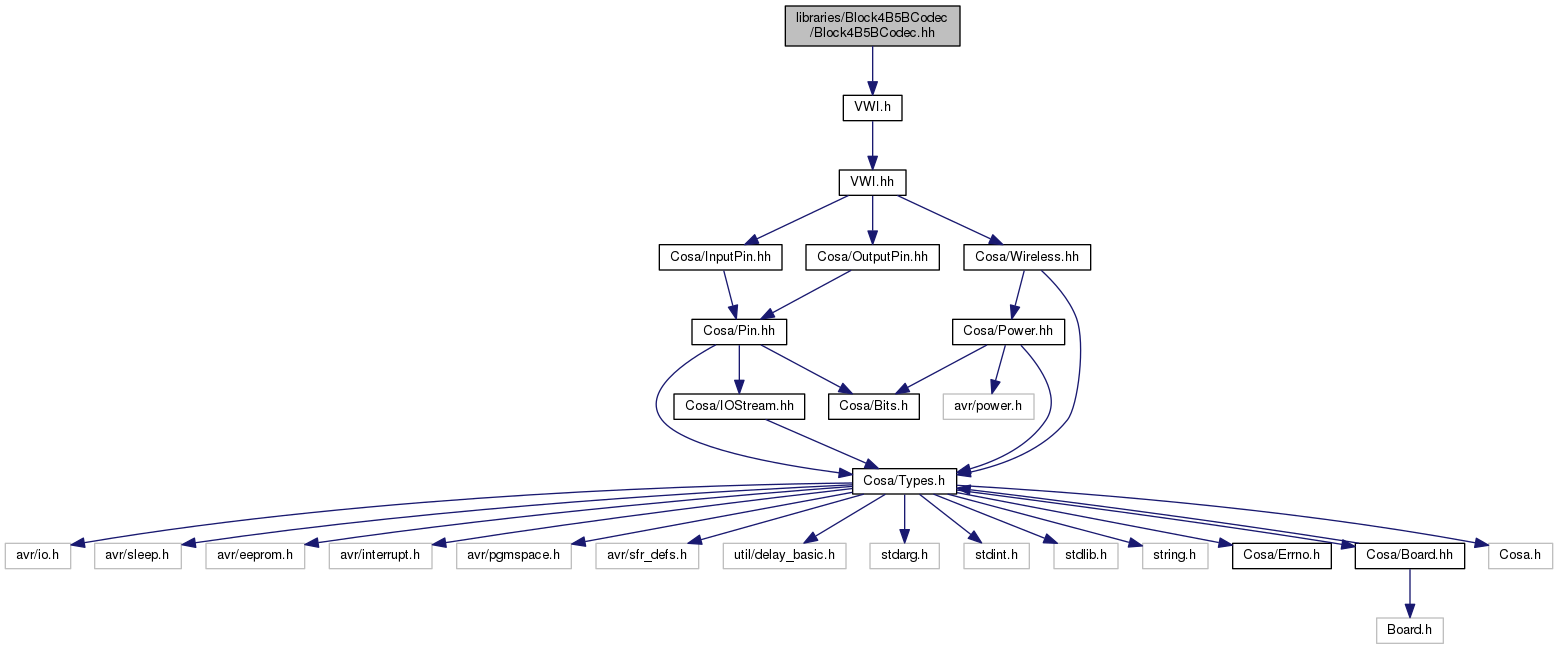 libraries/Block4B5BCodec
/Block4B5BCodec.hh
VWI.h
VWI.hh
Cosa/InputPin.hh
Cosa/OutputPin.hh
Cosa/Wireless.hh
Cosa/Pin.hh
Cosa/Power.hh
Cosa/IOStream.hh
Cosa/Bits.h
avr/power.h
Cosa/Types.h
avr/io.h
avr/sleep.h
avr/eeprom.h
avr/interrupt.h
avr/pgmspace.h
avr/sfr_defs.h
util/delay_basic.h
stdarg.h
stdint.h
stdlib.h
string.h
Cosa/Errno.h
Cosa/Board.hh
Cosa.h
Board.h